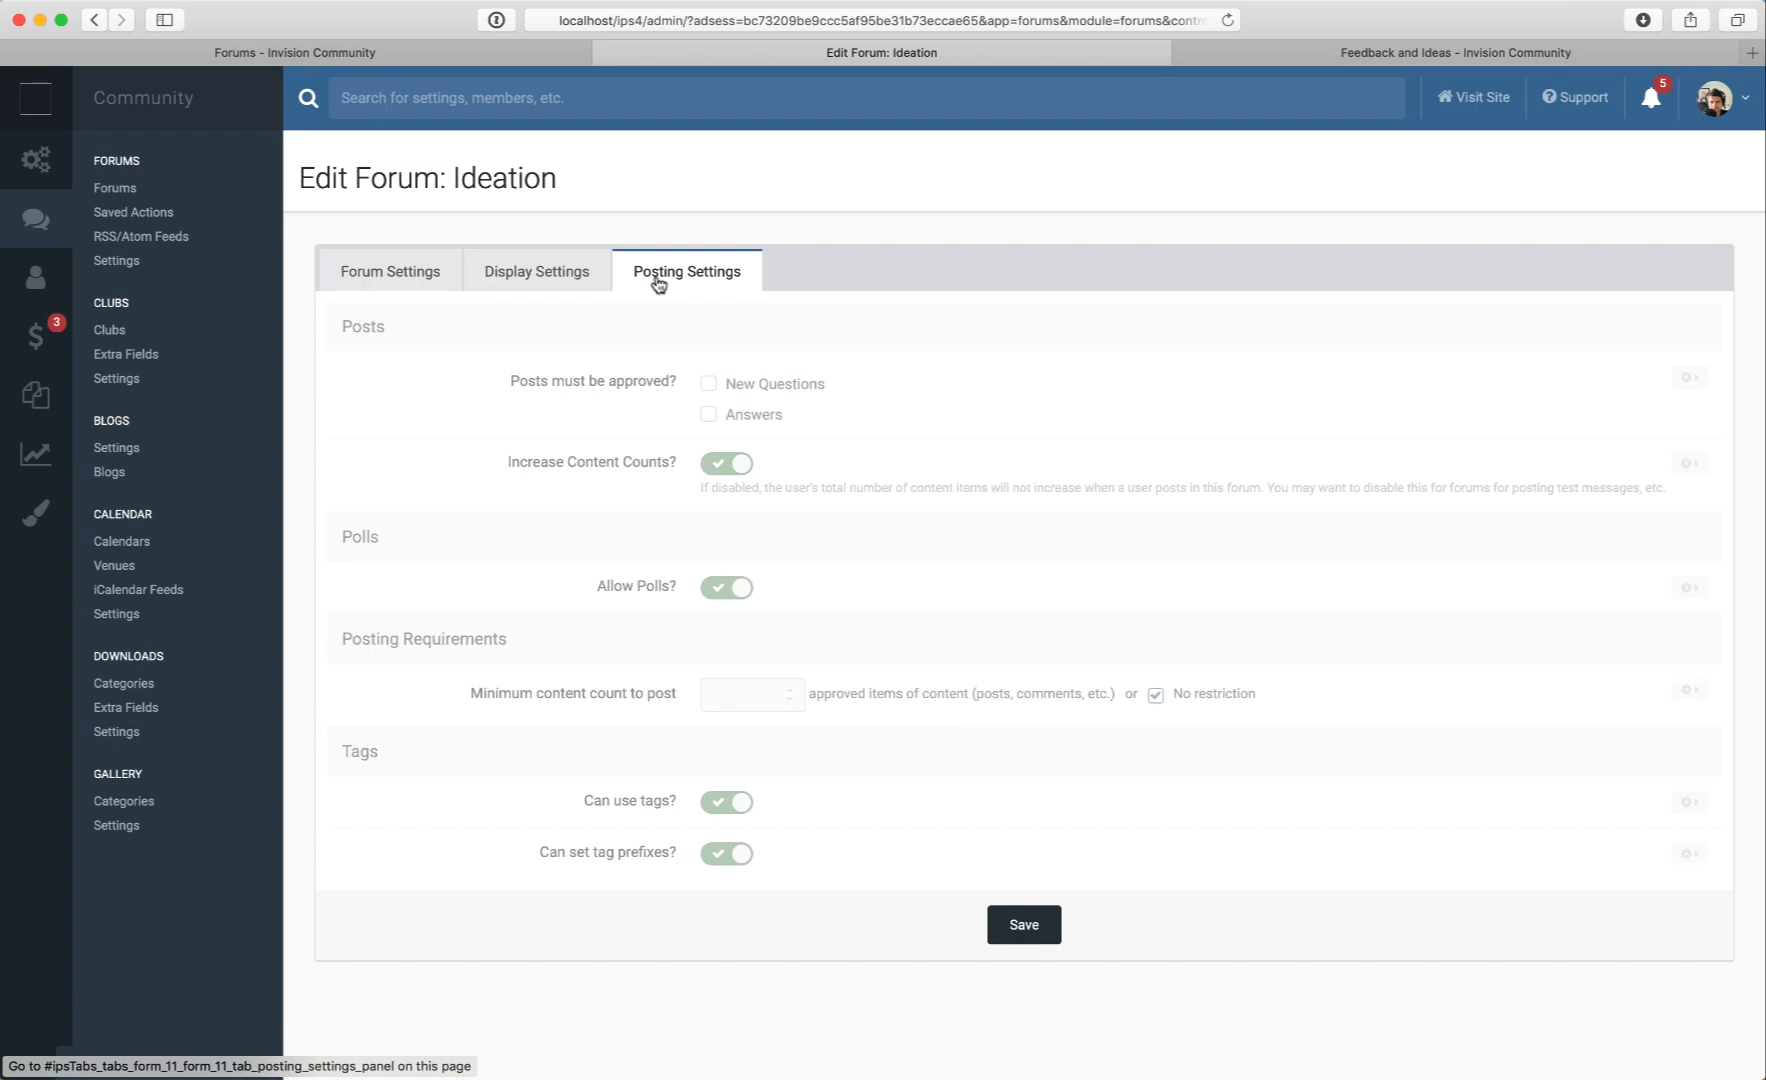 localhost/ips4/admin/?adsess=bc73209be9ccc5af95be31b73eccae65&app=forums&module=forums&contr
Forums - Invision Community
Edit Forum: Ideation
Feedback and Ideas - Invision Community
Community
Search for settings, members, etc.
Visit Site
Support
5
3
FORUMS
Forums
Saved Actions
RSS/Atom Feeds
Settings
CLUBS
Clubs
Extra Fields
Settings
BLOGS
Settings
Blogs
CALENDAR
Calendars
Venues
iCalendar Feeds
Settings
DOWNLOADS
Categories
Extra Fields
Settings
GALLERY
Categories
Settings
Edit Forum: Ideation
Forum Settings
Display Settings
Posting Settings
Posts
Posts must be approved?
New Questions
Answers
Increase Content Counts?
If disabled, the user's total number of content items will not increase when a user posts in this forum. You may want to disable this for forums for posting test messages, etc.
Polls
Allow Polls?
Posting Requirements
Minimum content count to post
approved items of content (posts, comments, etc.) or No restriction
Tags
Can use tags?
Can set tag prefixes?
Save
Go to #ipsTabs_tabs_form_11_form_11_tab_posting_settings_panel on this page